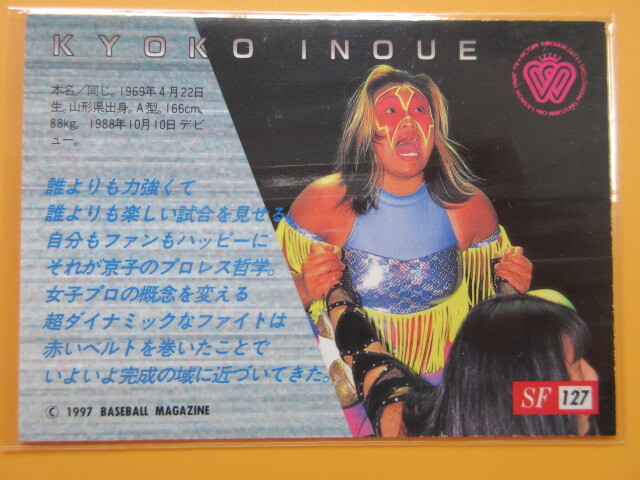 KYOKO INOUE
本名/同じ。1969年4月22日
生。山形県出身。A型。166cm、
88kg。1988年10月10日デビ
ュー。
誰よりも力強くて
誰よりも楽しい試合を見せる。
自分もファンもハッピーに
それが京子のプロレス哲学。
女子プロの概念を変える
超ダイナミックなファイトは
赤いベルトを巻いたことで
いよいよ完成の域に近づいてきた。
© 1997 BASEBALL MAGAZINE
SF 127